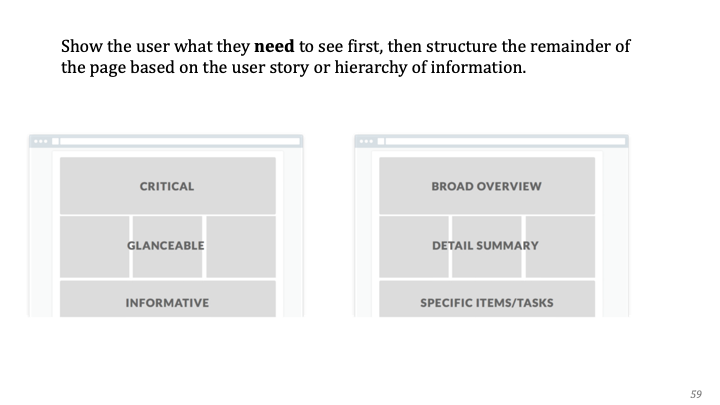 Show the user what they need to see first, then structure the remainder of
the page based on the user story or hierarchy of information.
CRITICAL
GLANCEABLE
INFORMATIVE
BROAD OVERVIEW
DETAIL SUMMARY
SPECIFIC ITEMS/TASKS
59